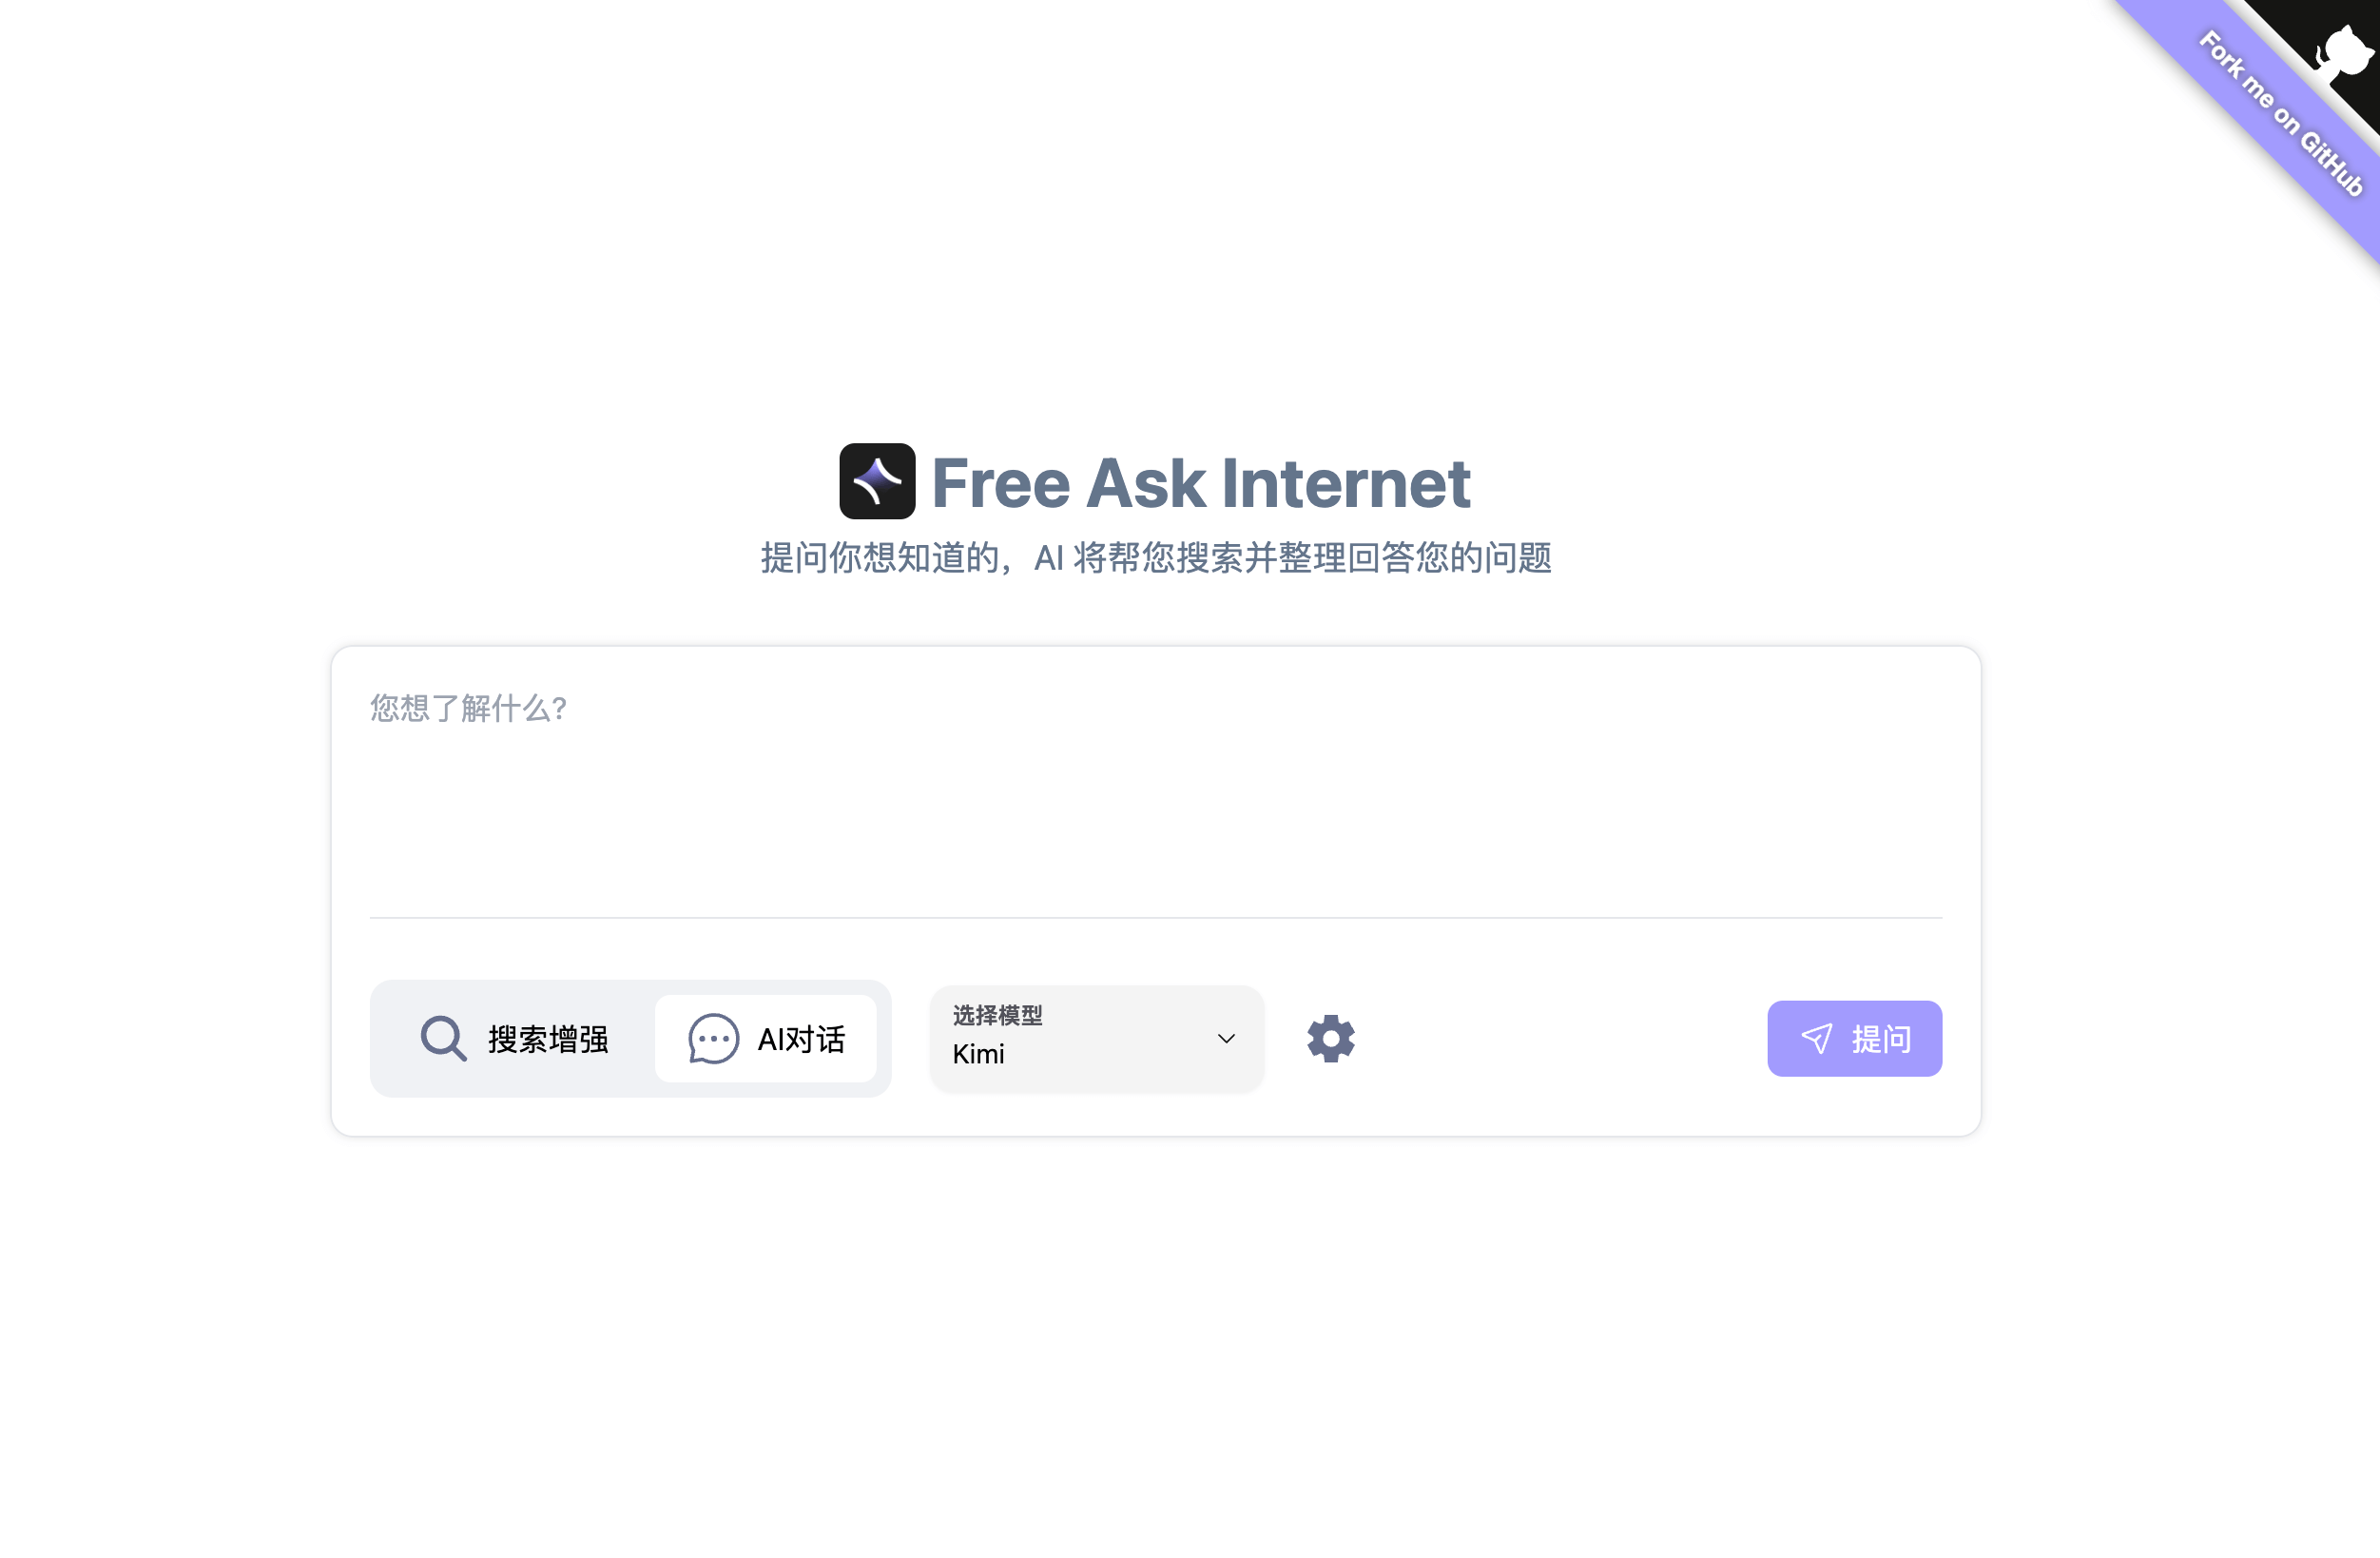 Fork me on GitHub
Free Ask Internet
提问你想知道的，AI 将帮您搜索并整理回答您的问题
您想了解什么?
搜索增强
AI对话
选择模型
Kimi
提问